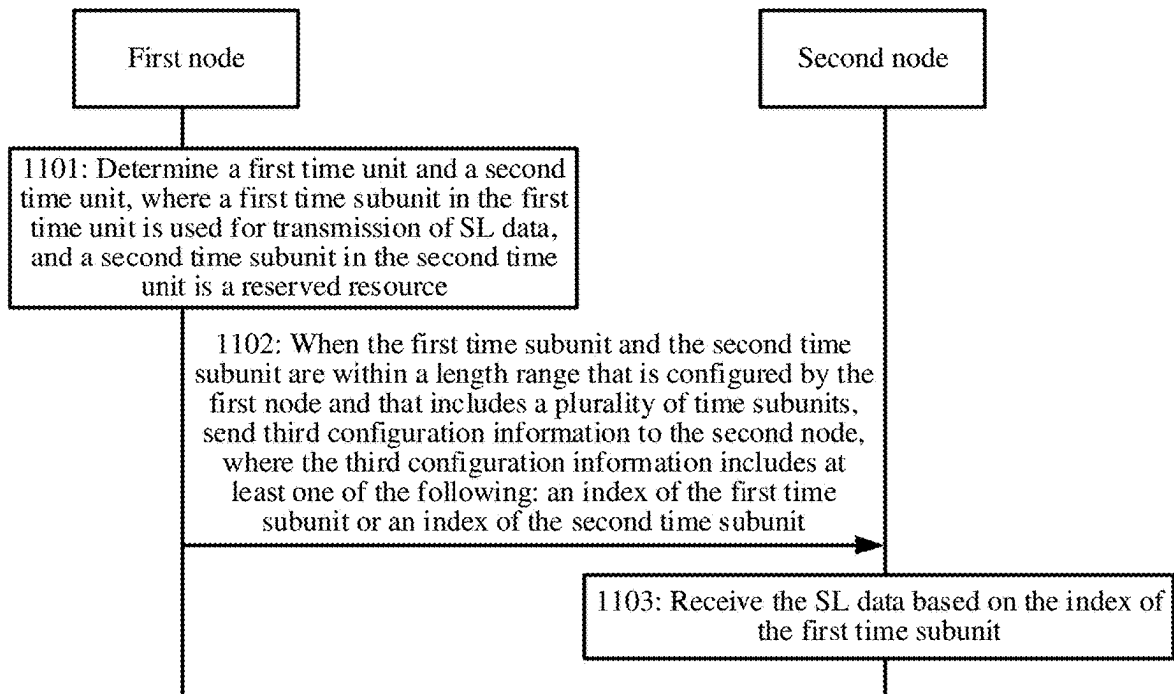 First node
Second node
1101: Determine a first time unit and a second
time unit, where a first time subunit in the first
time unit is used for transmission of SL data,
and a second time subunit in the second time
unit is a reserved resource
1102: When the first time subunit and the second time
subunit are within a length range that is configured by the
first node and that includes a plurality of time subunits,
send third configuration information to the second node,
where the third configuration information includes at
least one of the following: an index of the first time
subunit or an index of the second time subunit
1103: Receive the SL data based on the index of
the first time subunit